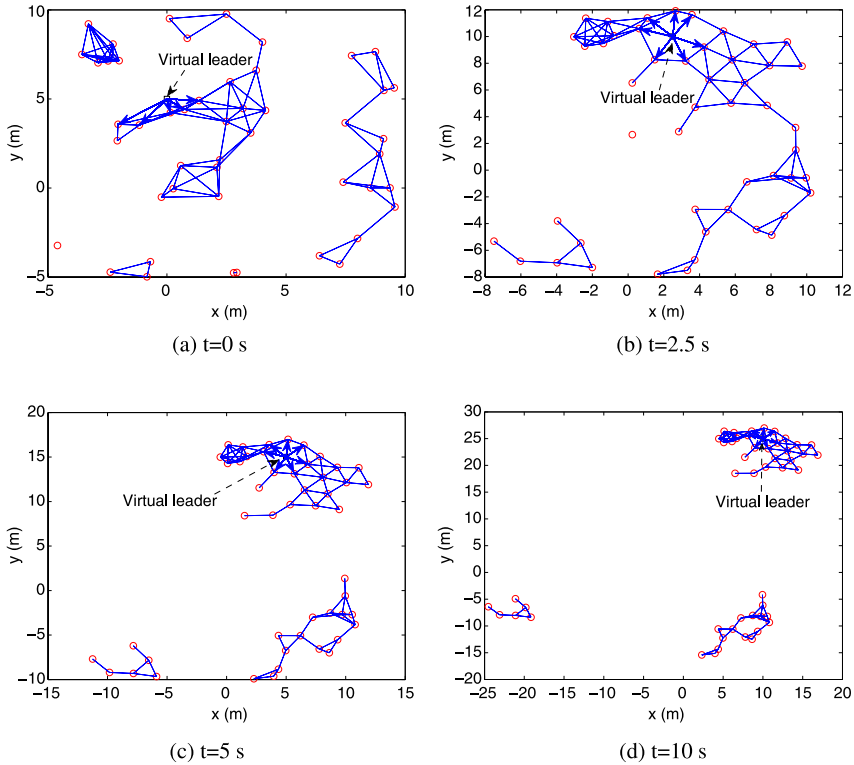 10
5
0
−5
y (m)
Virtual leader
−5 0 5 10
x (m)
(a) t=0 s
12
10
8
6
4
2
0
−2
−4
−6
−8
y (m)
Virtual leader
−8 −6 −4 −2 0 2 4 6 8 10 12
x (m)
(b) t=2.5 s
20
15
10
5
0
−5
−10
y (m)
Virtual leader
−15 −10 −5 0 5 10 15
x (m)
(c) t=5 s
30
25
20
15
10
5
0
−5
−10
−15
−20
y (m)
Virtual leader
−25 −20 −15 −10 −5 0 5 10 15 20
x (m)
(d) t=10 s